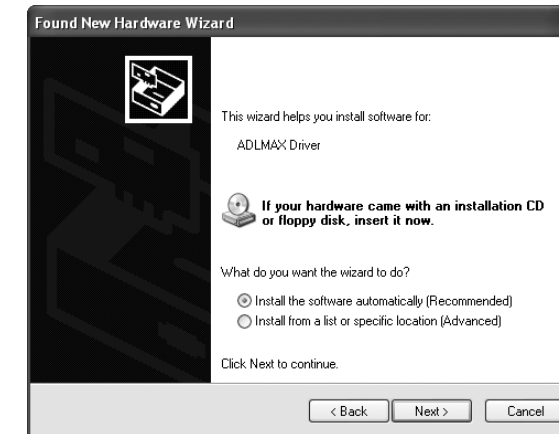 Found New Hardware Wizard
This wizard helps you install software for:
ADLMAX Driver
If your hardware came with an installation CD
or floppy disk, insert it now.
What do you want the wizard to do?
Install the software automatically (Recommended)
Install from a list or specific location (Advanced)
Click Next to continue.
< Back Next > Cancel